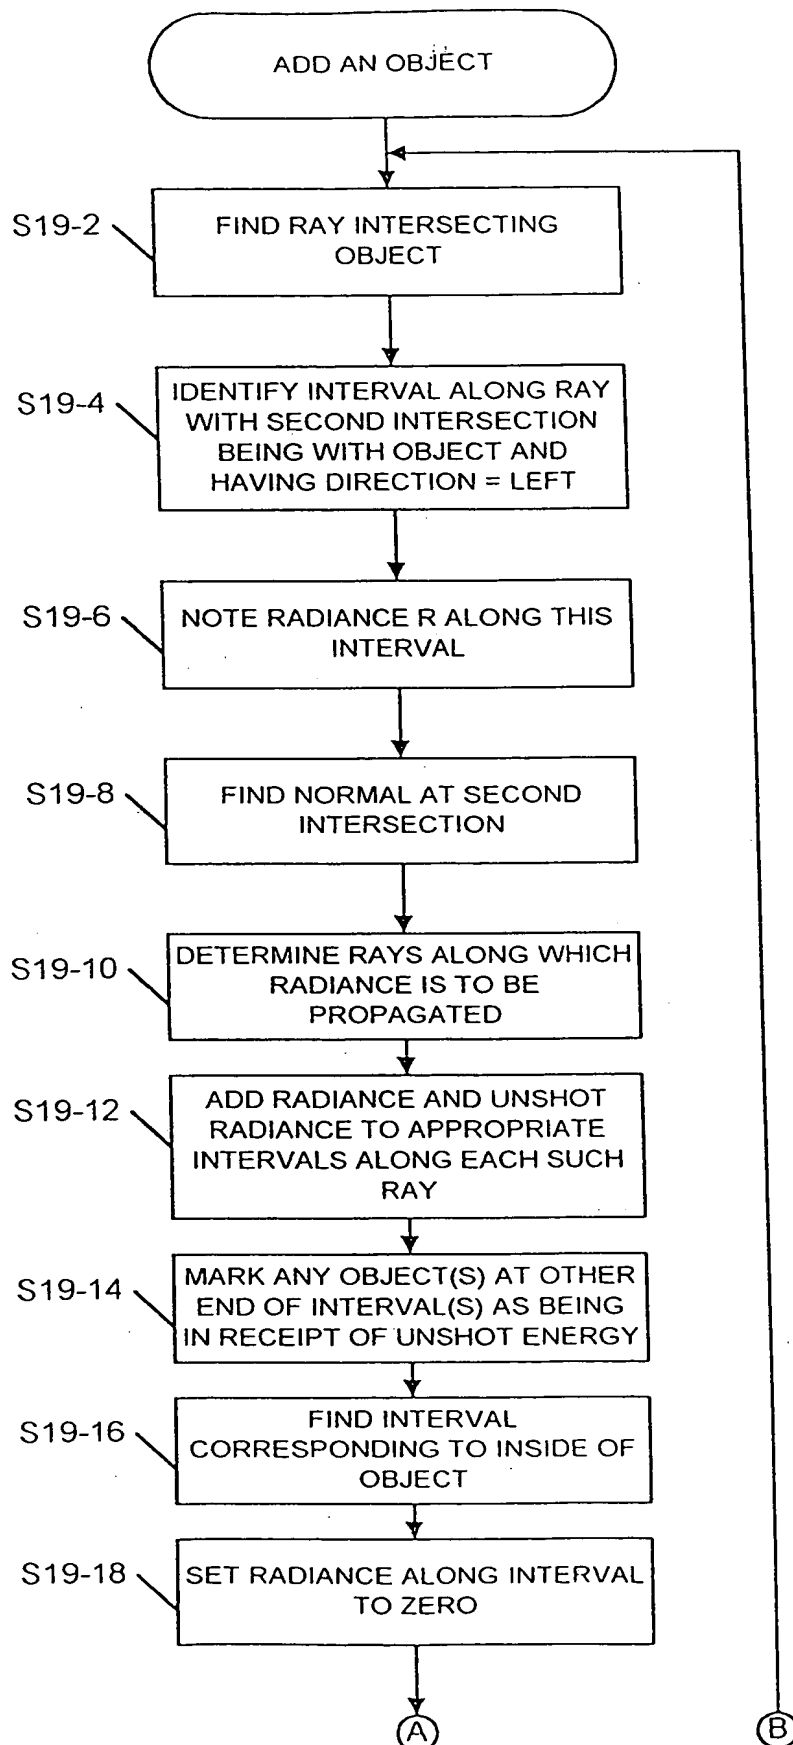 ADD AN OBJECT
S19-2
FIND RAY INTERSECTING
OBJECT
S19-4
IDENTIFY INTERVAL ALONG RAY
WITH SECOND INTERSECTION
BEING WITH OBJECT AND
HAVING DIRECTION = LEFT
S19-6
NOTE RADIANCE R ALONG THIS
INTERVAL
S19-8
FIND NORMAL AT SECOND
INTERSECTION
S19-10
DETERMINE RAYS ALONG WHICH
RADIANCE IS TO BE
PROPAGATED
S19-12
ADD RADIANCE AND UNSHOT
RADIANCE TO APPROPRIATE
INTERVALS ALONG EACH SUCH
RAY
S19-14
MARK ANY OBJECT(S) AT OTHER
END OF INTERVAL(S) AS BEING
IN RECEIPT OF UNSHOT ENERGY
S19-16
FIND INTERVAL
CORRESPONDING TO INSIDE OF
OBJECT
S19-18
SET RADIANCE ALONG INTERVAL
TO ZERO
A
B